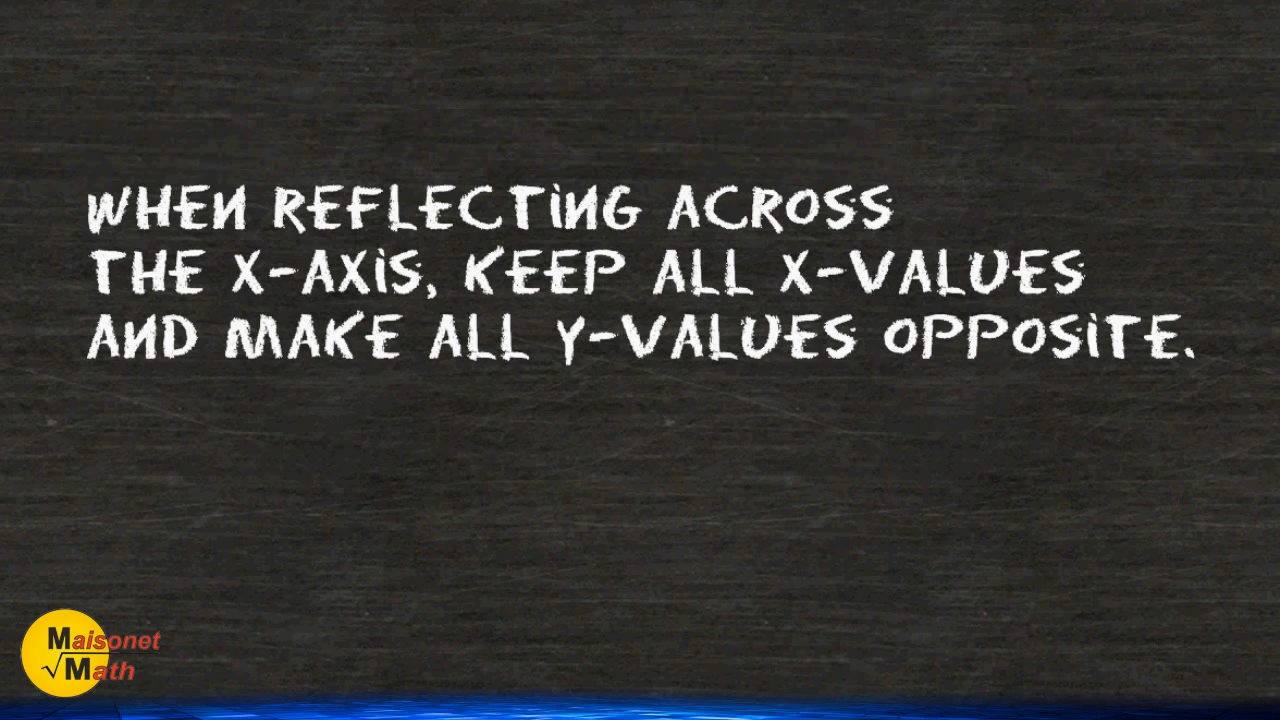 WHEN REFLECTING ACROSS
THE X-AXIS, KEEP ALL X-VALUES
AND MAKE ALL Y-VALUES OPPOSITE.
Maisonet
√Math